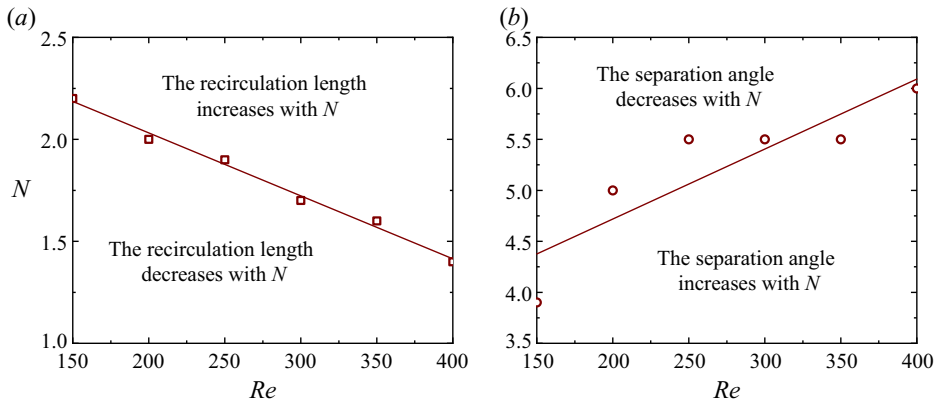 (a)
2.5
2.0
N
1.5
1.0
150 200 250 300 350 400
Re
The recirculation length
increases with N
The recirculation length
decreases with N
(b)
6.5
6.0
5.5
5.0
4.5
4.0
3.5
150 200 250 300 350 400
Re
The separation angle
decreases with N
The separation angle
increases with N